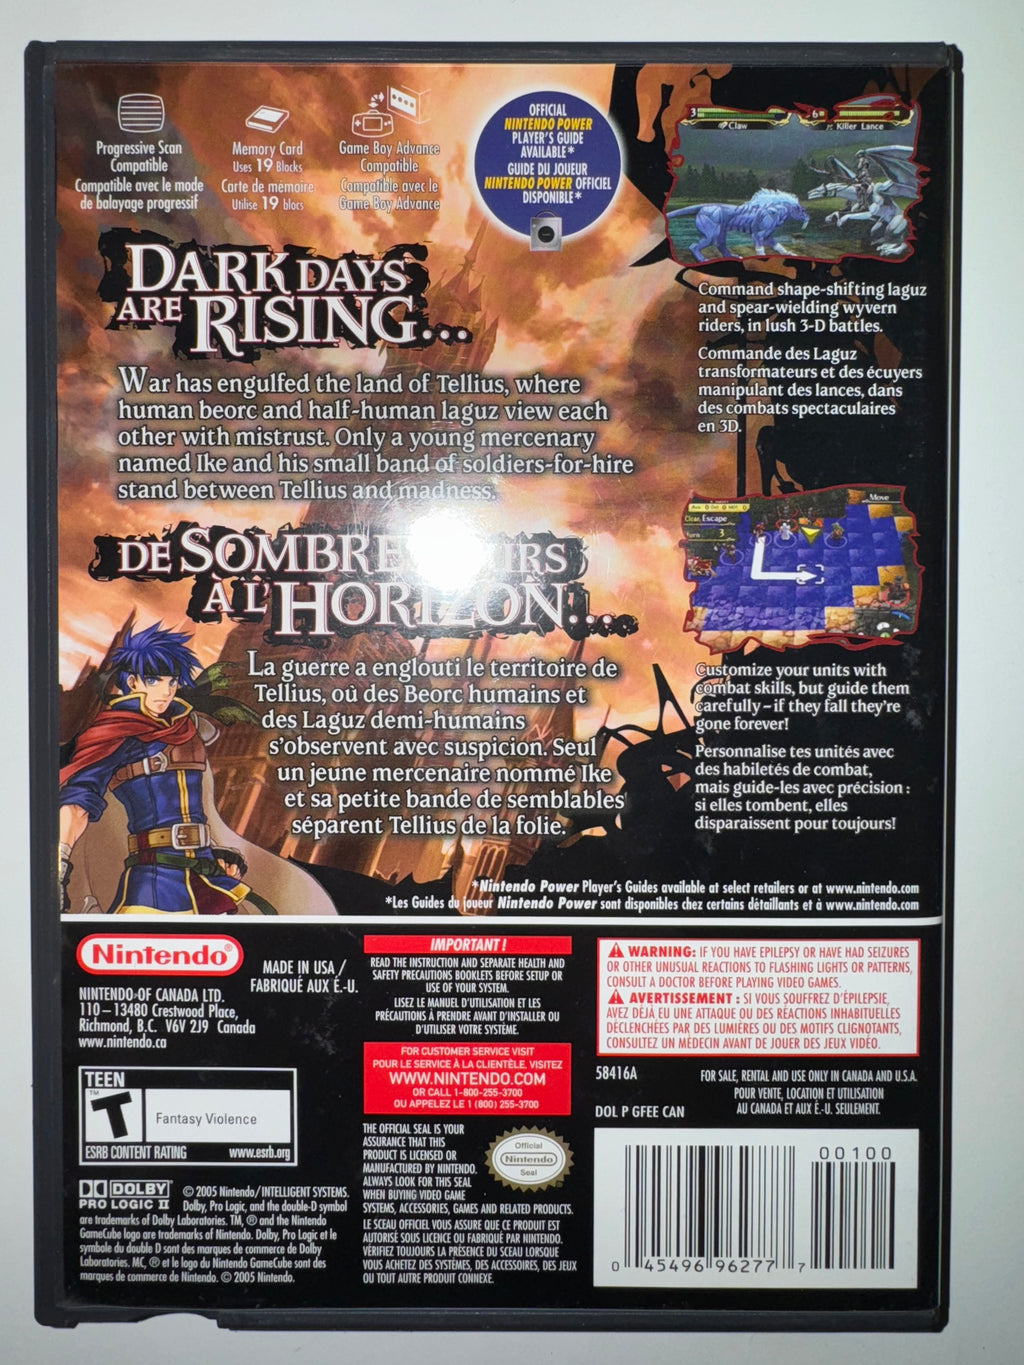 Progressive Scan
Compatible
Compatible avec le mode
de balayage progressif
Memory Card
Uses 19 Blocks
Carte de mémoire
Utilise 19 blocs
Game Boy Advance
Compatible
Compatible avec le
Game Boy Advance
OFFICIAL
NINTENDO POWER
PLAYER'S GUIDE
AVAILABLE*
GUIDE DU JOUEUR
NINTENDO POWER OFFICIEL
DISPONIBLE*
3
Claw
6
Killer Lance
DARK DAYS
ARE RISING...
War has engulfed the land of Tellius, where
human beorc and half-human laguz view each
other with mistrust. Only a young mercenary
named Ike and his small band of soldiers-for-hire
stand between Tellius and madness.
Command shape-shifting laguz
and spear-wielding wyvern
riders, in lush 3-D battles.
Commande des Laguz
transformateurs et des écuyers
manipulant des lances, dans
des combats spectaculaires
en 3D.
DE SOMBRE IRS
À L'HORIZON...
La guerre a englouti le territoire de
Tellius, où des Beorc humains et
des Laguz demi-humains
s'observent avec suspicion. Seul
un jeune mercenaire nommé Ike
et sa petite bande de semblables
séparent Tellius de la folie.
Move
Clear Escape
Turn 3
Customize your units with
combat skills, but guide them
carefully – if they fall they're
gone forever!
Personnalise tes unités avec
des habiletés de combat,
mais guide-les avec précision :
si elles tombent, elles
disparaissent pour toujours!
*Nintendo Power Player's Guides available at select retailers or at www.nintendo.com
*Les Guides du joueur Nintendo Power sont disponibles chez certains détaillants et à www.nintendo.com
Nintendo®
MADE IN USA /
FABRIQUÉ AUX É.-U.
NINTENDO OF CANADA LTD.
110 – 13480 Crestwood Place,
Richmond, B.C. V6V 2J9 Canada
www.nintendo.ca
TEEN
T
TM
Fantasy Violence
ESRB CONTENT RATING www.esrb.org
DOLBY
PRO LOGIC II
© 2005 Nintendo/INTELLIGENT SYSTEMS.
Dolby, Pro Logic, and the double-D symbol
are trademarks of Dolby Laboratories. TM, ® and the Nintendo
GameCube logo are trademarks of Nintendo. Dolby, Pro Logic et le
symbole du double D sont des marques de commerce de Dolby
Laboratories. MC, ® et le logo du Nintendo GameCube sont des
marques de commerce de Nintendo. © 2005 Nintendo.
IMPORTANT !
READ THE INSTRUCTION AND SEPARATE HEALTH AND
SAFETY PRECAUTIONS BOOKLETS BEFORE SETUP OR
USE OF YOUR SYSTEM.
LISEZ LE MANUEL D'UTILISATION ET LES
PRÉCAUTIONS À PRENDRE AVANT D'INSTALLER OU
D'UTILISER VOTRE SYSTÈME.
FOR CUSTOMER SERVICE VISIT
POUR LE SERVICE À LA CLIENTÈLE, VISITEZ
WWW.NINTENDO.COM
OR CALL 1-800-255-3700
OU APPELEZ LE 1 (800) 255-3700
THE OFFICIAL SEAL IS YOUR
ASSURANCE THAT THIS
PRODUCT IS LICENSED OR
MANUFACTURED BY NINTENDO.
ALWAYS LOOK FOR THIS SEAL
WHEN BUYING VIDEO GAME
SYSTEMS, ACCESSORIES, GAMES AND RELATED PRODUCTS.
Official
Nintendo
Seal
LE SCEAU OFFICIEL VOUS ASSURE QUE CE PRODUIT EST
AUTORISÉ SOUS LICENCE OU FABRIQUÉ PAR NINTENDO.
VÉRIFIEZ TOUJOURS LA PRÉSENCE DU SCEAU LORSQUE
VOUS ACHETEZ DES SYSTÈMES, DES ACCESSOIRES, DES JEUX
OU TOUT AUTRE PRODUIT CONNEXE.
WARNING: IF YOU HAVE EPILEPSY OR HAVE HAD SEIZURES
OR OTHER UNUSUAL REACTIONS TO FLASHING LIGHTS OR PATTERNS,
CONSULT A DOCTOR BEFORE PLAYING VIDEO GAMES.
AVERTISSEMENT : SI VOUS SOUFFREZ D'ÉPILEPSIE,
AVEZ DÉJÀ EU UNE ATTAQUE OU DES RÉACTIONS INHABITUELLES
DÉCLENCHÉES PAR DES LUMIÈRES OU DES MOTIFS CLIGNOTANTS,
CONSULTEZ UN MÉDECIN AVANT DE JOUER DES JEUX VIDÉO.
58416A
DOL P GFEE CAN
FOR SALE, RENTAL AND USE ONLY IN CANADA AND U.S.A.
POUR VENTE, LOCATION ET UTILISATION
AU CANADA ET AUX É.-U. SEULEMENT.
00100
0 45496 96277 7